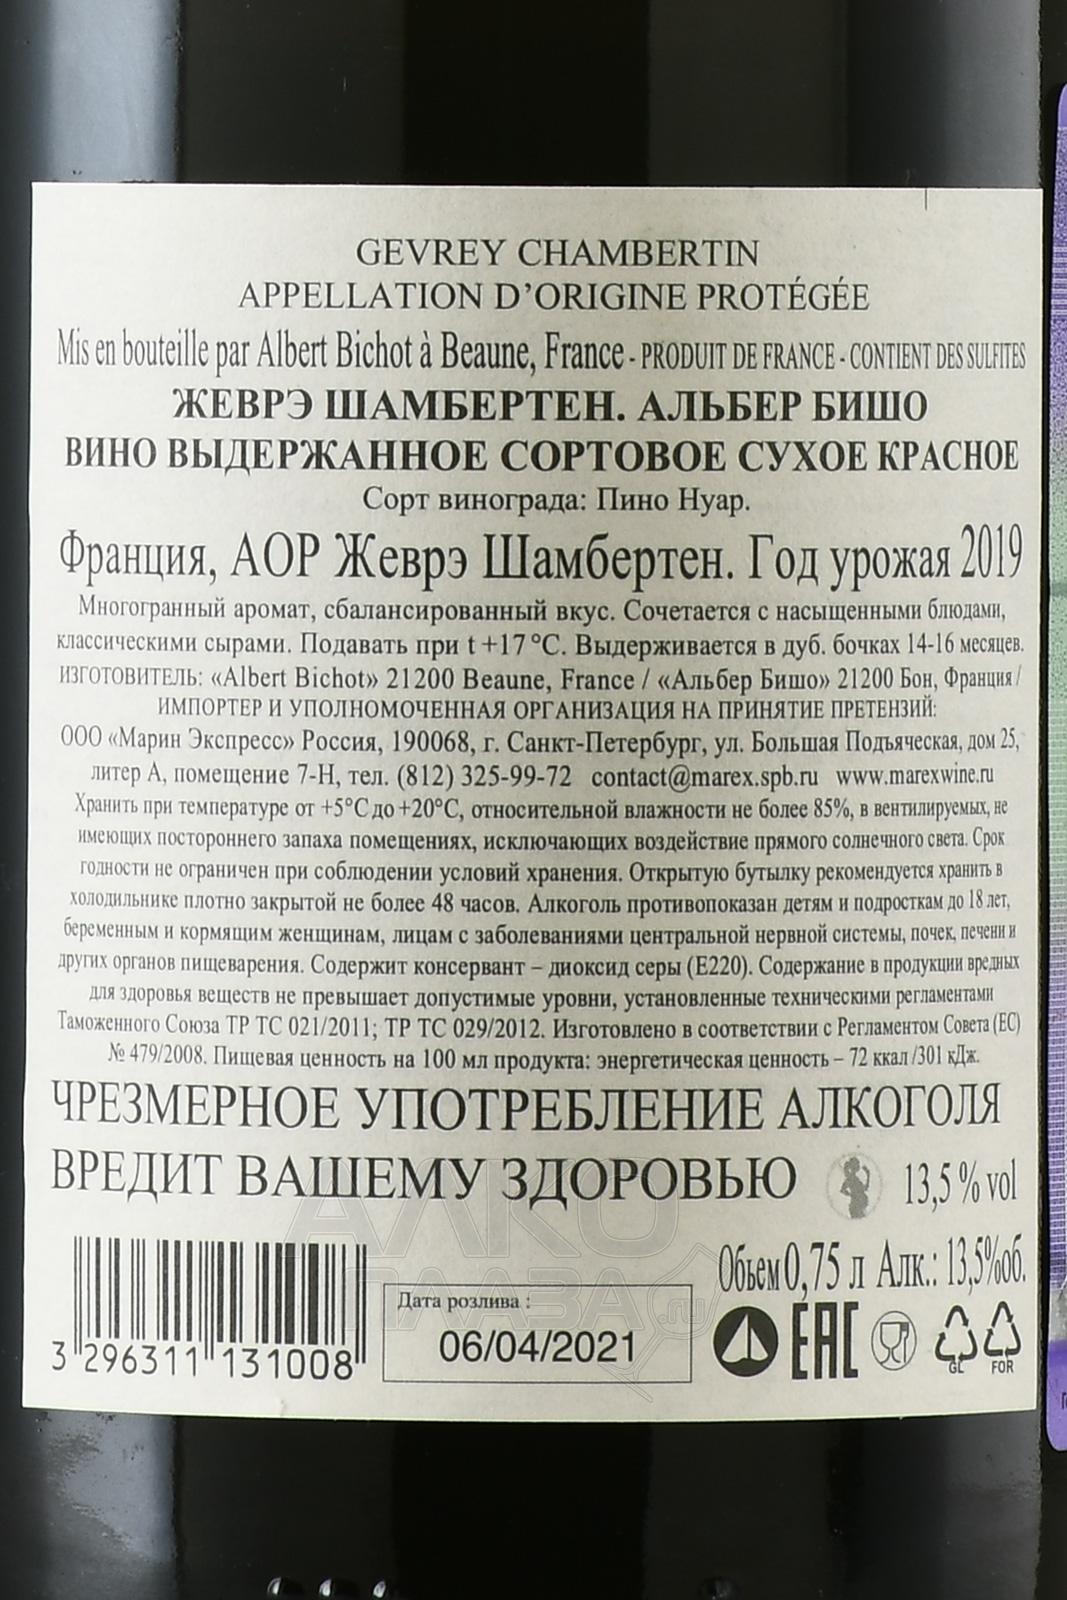 GEVREY CHAMBERTIN
APPELLATION D'ORIGINE PROTÉGÉE
Mis en bouteille par Albert Bichot à Beaune, France - PRODUIT DE FRANCE - CONTIENT DES SULFITES
ЖЕВРЭ ШАМБЕРТЕН. АЛЬБЕР БИШО
ВИНО ВЫДЕРЖАННОЕ СОРТОВОЕ СУХОЕ КРАСНОЕ
Сорт винограда: Пино Нуар.
Франция, АОР Жеврэ Шамбертен. Год урожая 2019
Многогранный аромат, сбалансированный вкус. Сочетается с насыщенными блюдами,
классическими сырами. Подавать при t +17 °C. Выдерживается в дуб. бочках 14-16 месяцев.
ИЗГОТОВИТЕЛЬ: «Albert Bichot» 21200 Beaune, France / «Альбер Бишо» 21200 Бон, Франция /
ИМПОРТЕР И УПОЛНОМОЧЕННАЯ ОРГАНИЗАЦИЯ НА ПРИНЯТИЕ ПРЕТЕНЗИЙ:
ООО «Марин Экспресс» Россия, 190068, г. Санкт-Петербург, ул. Большая Подъяческая, дом 25,
литер А, помещение 7-Н, тел. (812) 325-99-72 contact@marex.spb.ru www.marexwine.ru
Хранить при температуре от +5°C до +20°C, относительной влажности не более 85%, в вентилируемых, не
имеющих постороннего запаха помещениях, исключающих воздействие прямого солнечного света. Срок
годности не ограничен при соблюдении условий хранения. Открытую бутылку рекомендуется хранить в
холодильнике плотно закрытой не более 48 часов. Алкоголь противопоказан детям и подросткам до 18 лет,
беременным и кормящим женщинам, лицам с заболеваниями центральной нервной системы, почек, печени и
других органов пищеварения. Содержит консервант – диоксид серы (Е220). Содержание в продукции вредных
для здоровья веществ не превышает допустимые уровни, установленные техническими регламентами
Таможенного Союза ТР ТС 021/2011; ТР ТС 029/2012. Изготовлено в соответствии с Регламентом Совета (ЕС)
№ 479/2008. Пищевая ценность на 100 мл продукта: энергетическая ценность – 72 ккал /301 кДж.
ЧРЕЗМЕРНОЕ УПОТРЕБЛЕНИЕ АЛКОГОЛЯ
ВРЕДИТ ВАШЕМУ ЗДОРОВЬЮ 13,5 % vol
АЛКО
ПЛАЗА.ru
Обьем 0,75 л Алк.: 13,5%об.
Дата розлива :
06/04/2021
EAC
GL FOR
3 296311 131008